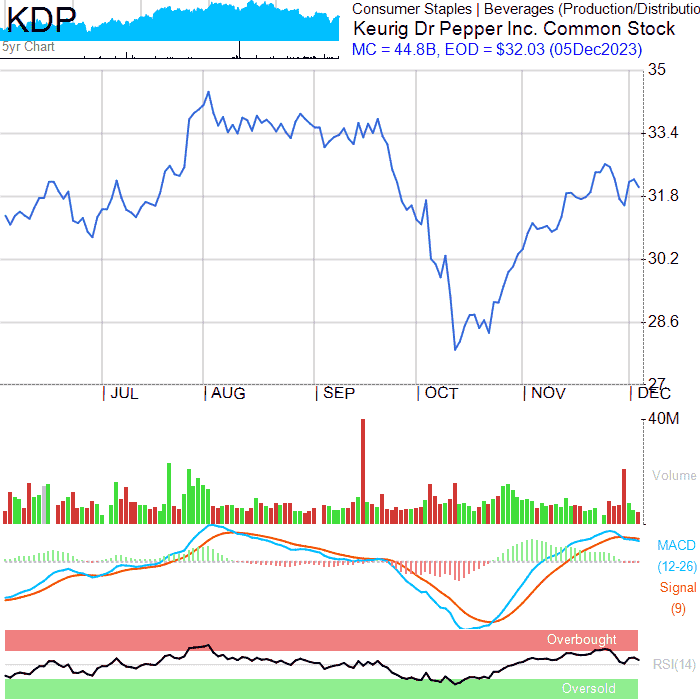 KDP
5yr Chart
Consumer Staples | Beverages (Production/Distributio
Keurig Dr Pepper Inc. Common Stock
MC = 44.8B, EOD = $32.03 (05Dec2023)
35
33.4
31.8
30.2
28.6
27
JUL AUG SEP OCT NOV DEC
40M
Volume
MACD
(12-26)
Signal
(9)
Overbought
RSI(14)
Oversold